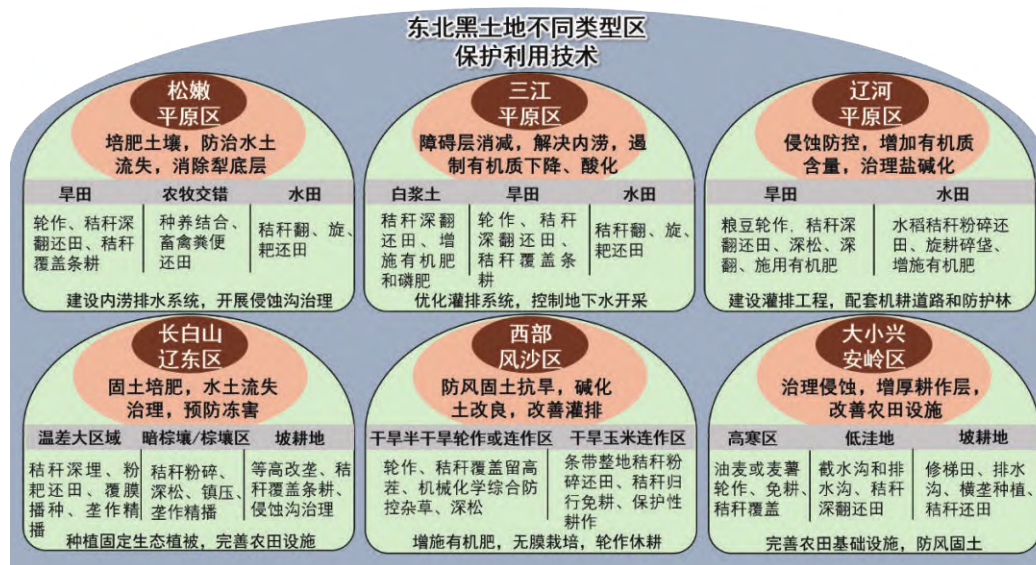 东北黑土地不同类型区
保护利用技术
松嫩
平原区
培肥土壤，防治水土
流失，消除犁底层
旱田
农牧交错
水田
轮作、秸秆深
翻还田、秸秆
覆盖条耕
种养结合、
畜禽粪便
还田
秸秆翻、旋、
耙还田
建设内涝排水系统，开展侵蚀沟治理
三江
平原区
障碍层消减，解决内涝，遏
制有机质下降、酸化
白浆土
旱田
水田
秸秆深翻
还田、增
施有机肥
和磷肥
轮作、秸秆
深翻还田、
秸秆覆盖条
耕
秸秆翻、旋、
耙还田
优化灌排系统，控制地下水开采
辽河
平原区
侵蚀防控，增加有机质
含量，治理盐碱化
旱田
水田
粮豆轮作、秸秆深
翻还田、深松、深
翻、施用有机肥
水稻秸秆粉碎还
田、旋耕碎垡、
增施有机肥
建设灌排工程，配套机耕道路和防护林
长白山
辽东区
固土培肥，水土流失
治理，预防冻害
温差大区域
暗棕壤/棕壤区
坡耕地
秸秆深埋、粉
耙还田、覆膜
播种、垄作精
播
秸秆粉碎、
深松、镇压、
垄作精播
等高改垄、秸
秆覆盖条耕、
侵蚀沟治理
种植固定生态植被，完善农田设施
西部
风沙区
防风固土抗旱，碱化
土改良，改善灌排
干旱半干旱轮作或连作区
干旱玉米连作区
轮作、秸秆覆盖留高
茬、机械化学综合防
控杂草、深松
条带整地秸秆粉
碎还田、秸秆归
行免耕、保护性
耕作
增施有机肥，无膜栽培，轮作休耕
大小兴
安岭区
治理侵蚀，增厚耕作层，
改善农田设施
高寒区
低洼地
坡耕地
油麦或麦薯
轮作、免耕、
秸秆覆盖
截水沟和排
水沟、秸秆
深翻还田
修梯田、排水
沟、横垄种植、
秸秆还田
完善农田基础设施，防风固土